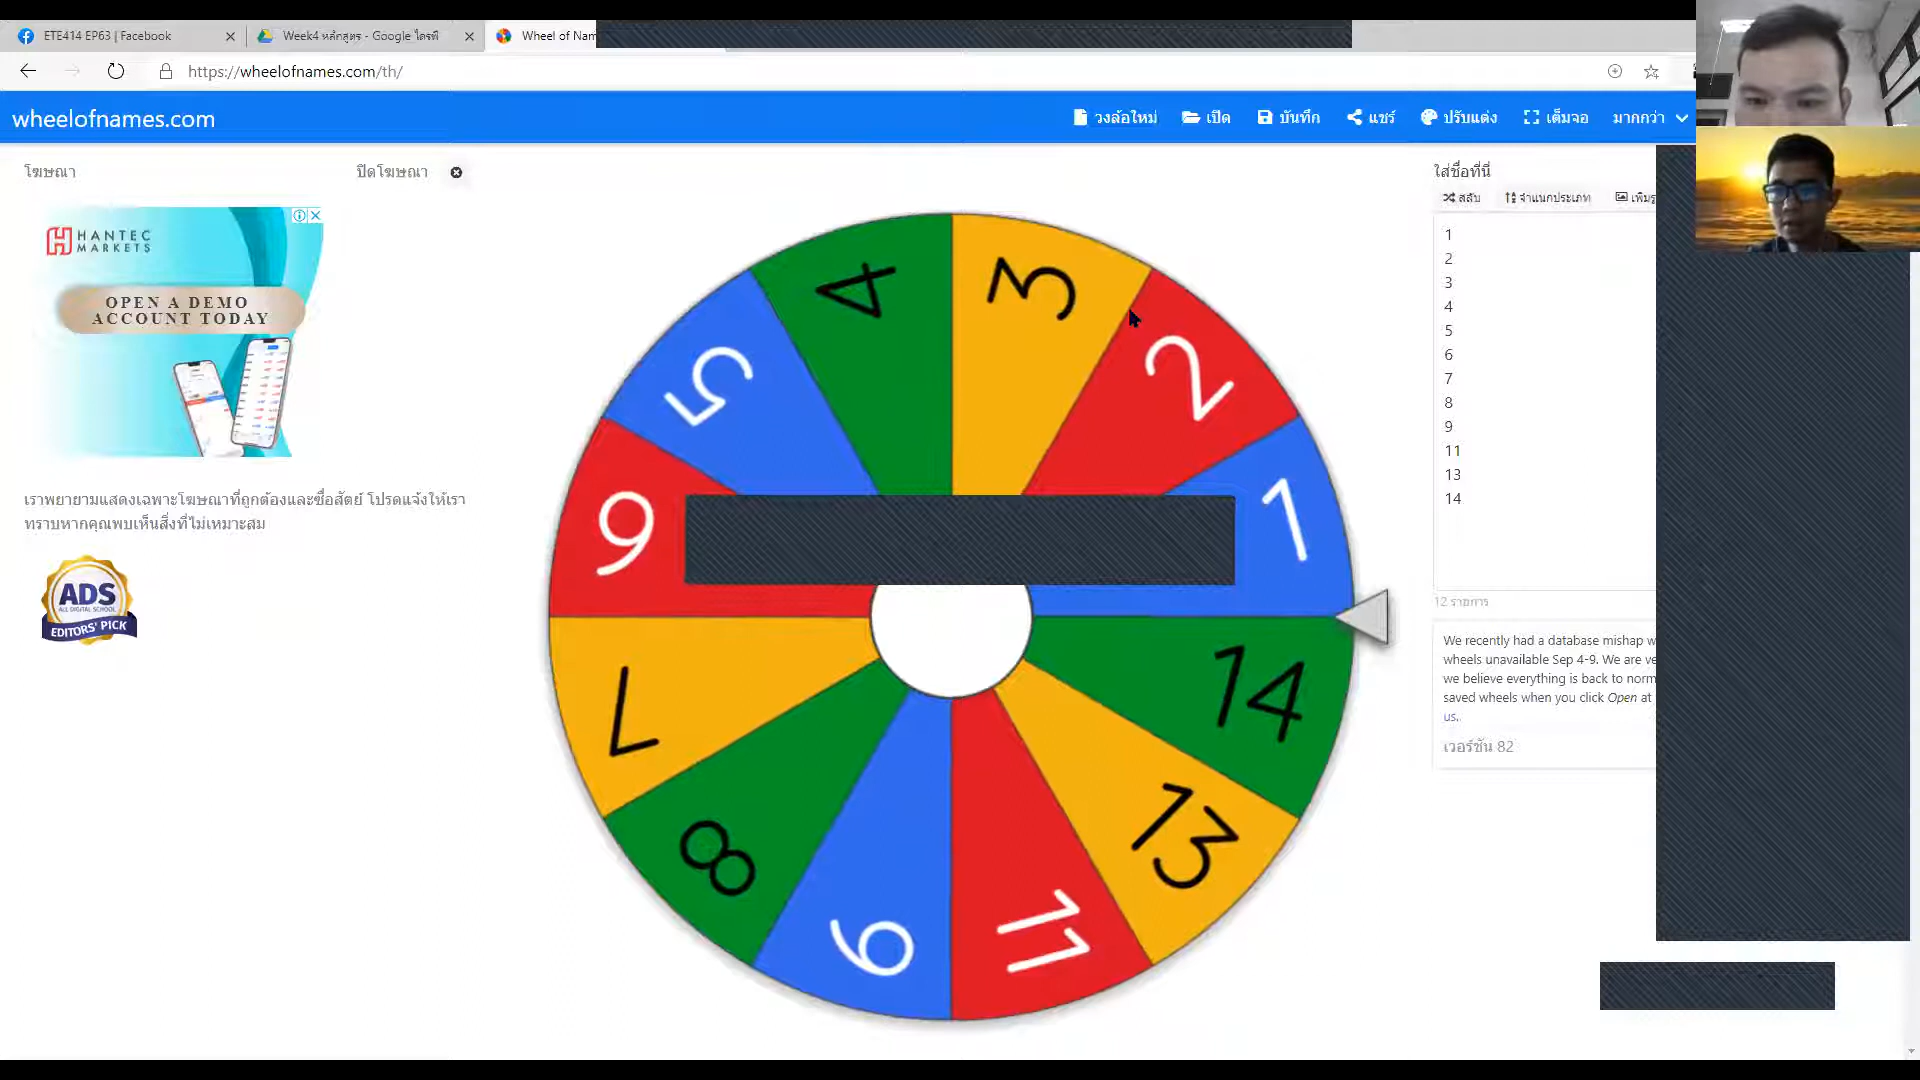 ETE414 EP63 | Facebook
Week4 หลักสูตร - Google ไดรฟ์
Wheel of Nam
https://wheelofnames.com/th/
wheelofnames.com
วงล้อใหม่
เปิด
บันทึก
แชร์
ปรับแต่ง
เต็มจอ
มากกว่า
โฆษณา
ปิดโฆษณา
HANTEC
MARKETS
OPEN A DEMO
ACCOUNT TODAY
เราพยายามแสดงเฉพาะโฆษณาที่ถูกต้องและซื่อสัตย์ โปรดแจ้งให้เรา
ทราบหากคุณพบเห็นสิ่งที่ไม่เหมาะสม
ADS
ALL DIGITAL SCHOOL
EDITORS' PICK
4
3
5
2
6
1
7
14
8
13
9
11
ใส่ชื่อที่นี่
สลับ
จำแนกประเภท
เพิ่มรู
1
2
3
4
5
6
7
8
9
11
13
14
12 รายการ
We recently had a database mishap w
wheels unavailable Sep 4-9. We are ve
we believe everything is back to norm
saved wheels when you click Open at
us.
เวอร์ชัน 82